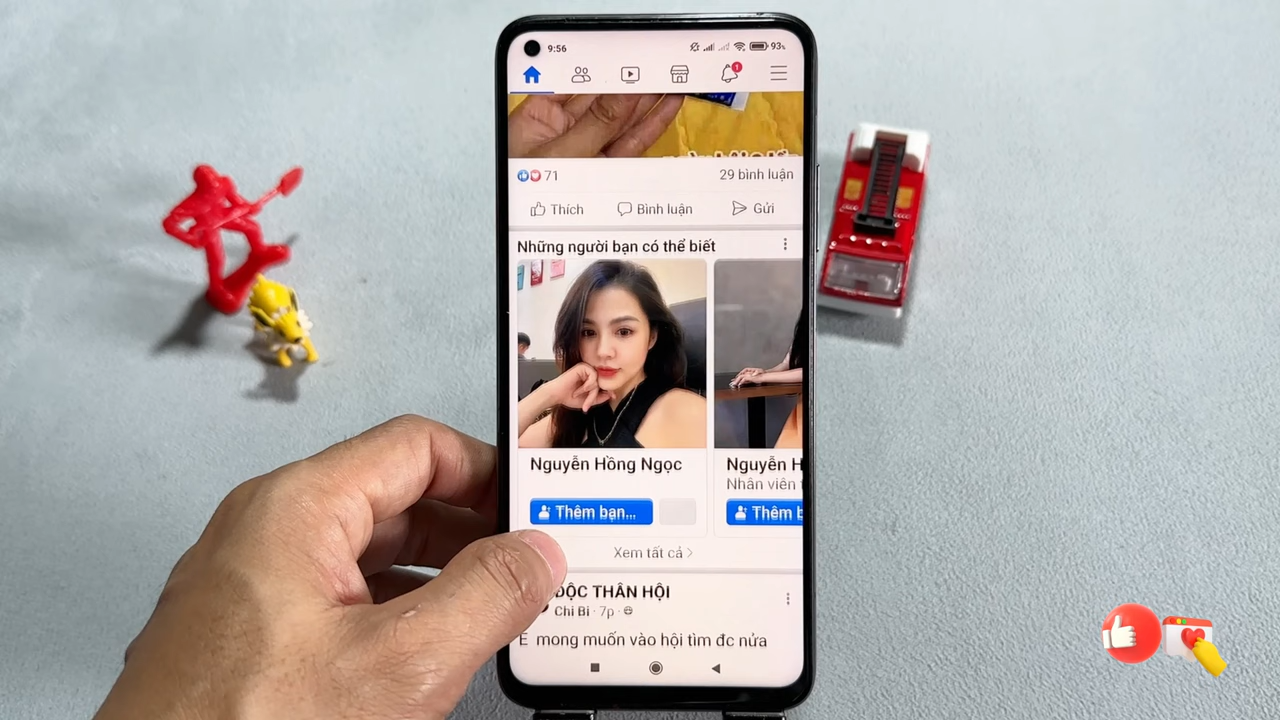 9:56
93%
1
71
29 bình luận
Thích
Bình luận
Gửi
Những người bạn có thể biết
Nguyễn Hồng Ngọc
Nguyễn H
Nhân viên
Thêm bạn...
Thêm b
Xem tất cả
ĐỘC THÂN HỘI
Chi Bi · 7p ·
E mong muốn vào hội tìm đc nửa